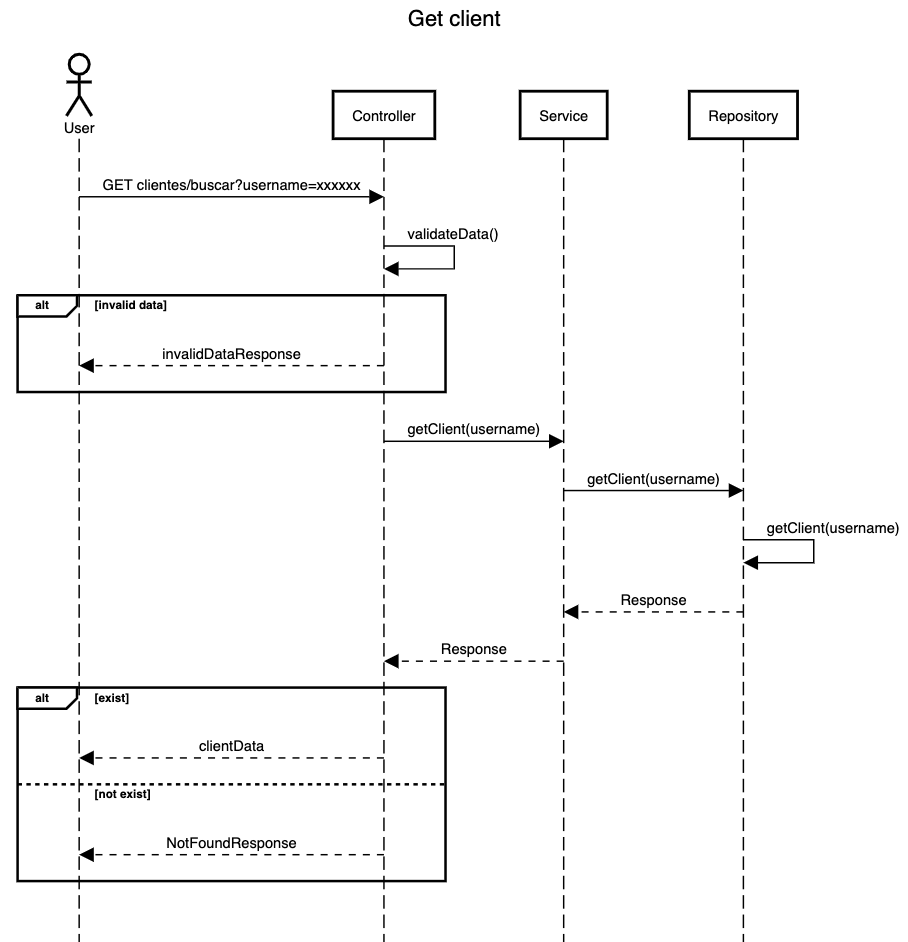 Get client
User
Controller
Service
Repository
GET clientes/buscar?username=xxxxxx
validateData()
alt
[invalid data]
invalidDataResponse
getClient(username)
getClient(username)
getClient(username)
Response
Response
alt
[exist]
clientData
[not exist]
NotFoundResponse